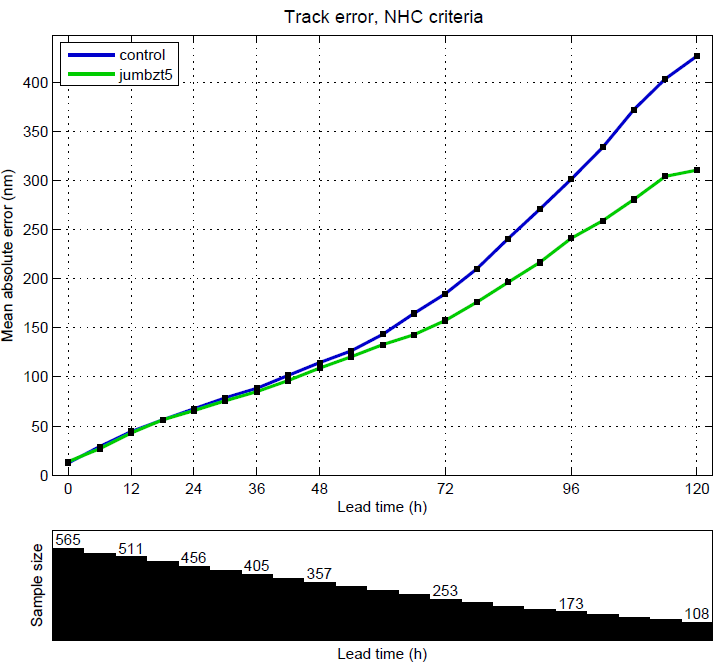 Track error, NHC criteria
control
jumbzt5
Mean absolute error (nm)
400
350
300
250
200
150
100
50
0
0 12 24 36 48 72 96 120
Lead time (h)
Sample size
565 511 456 405 357 253 173 108
Lead time (h)